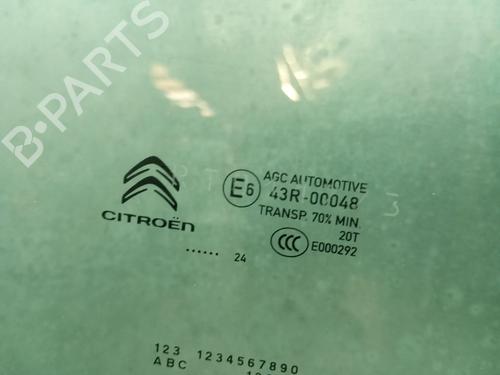 B-PARTS
CITROËN
E6
AGC AUTOMOTIVE
43R-00048
TRANSP. 70% MIN.
20T
CCC
E000292
...... 24
123 1234567890
ABC